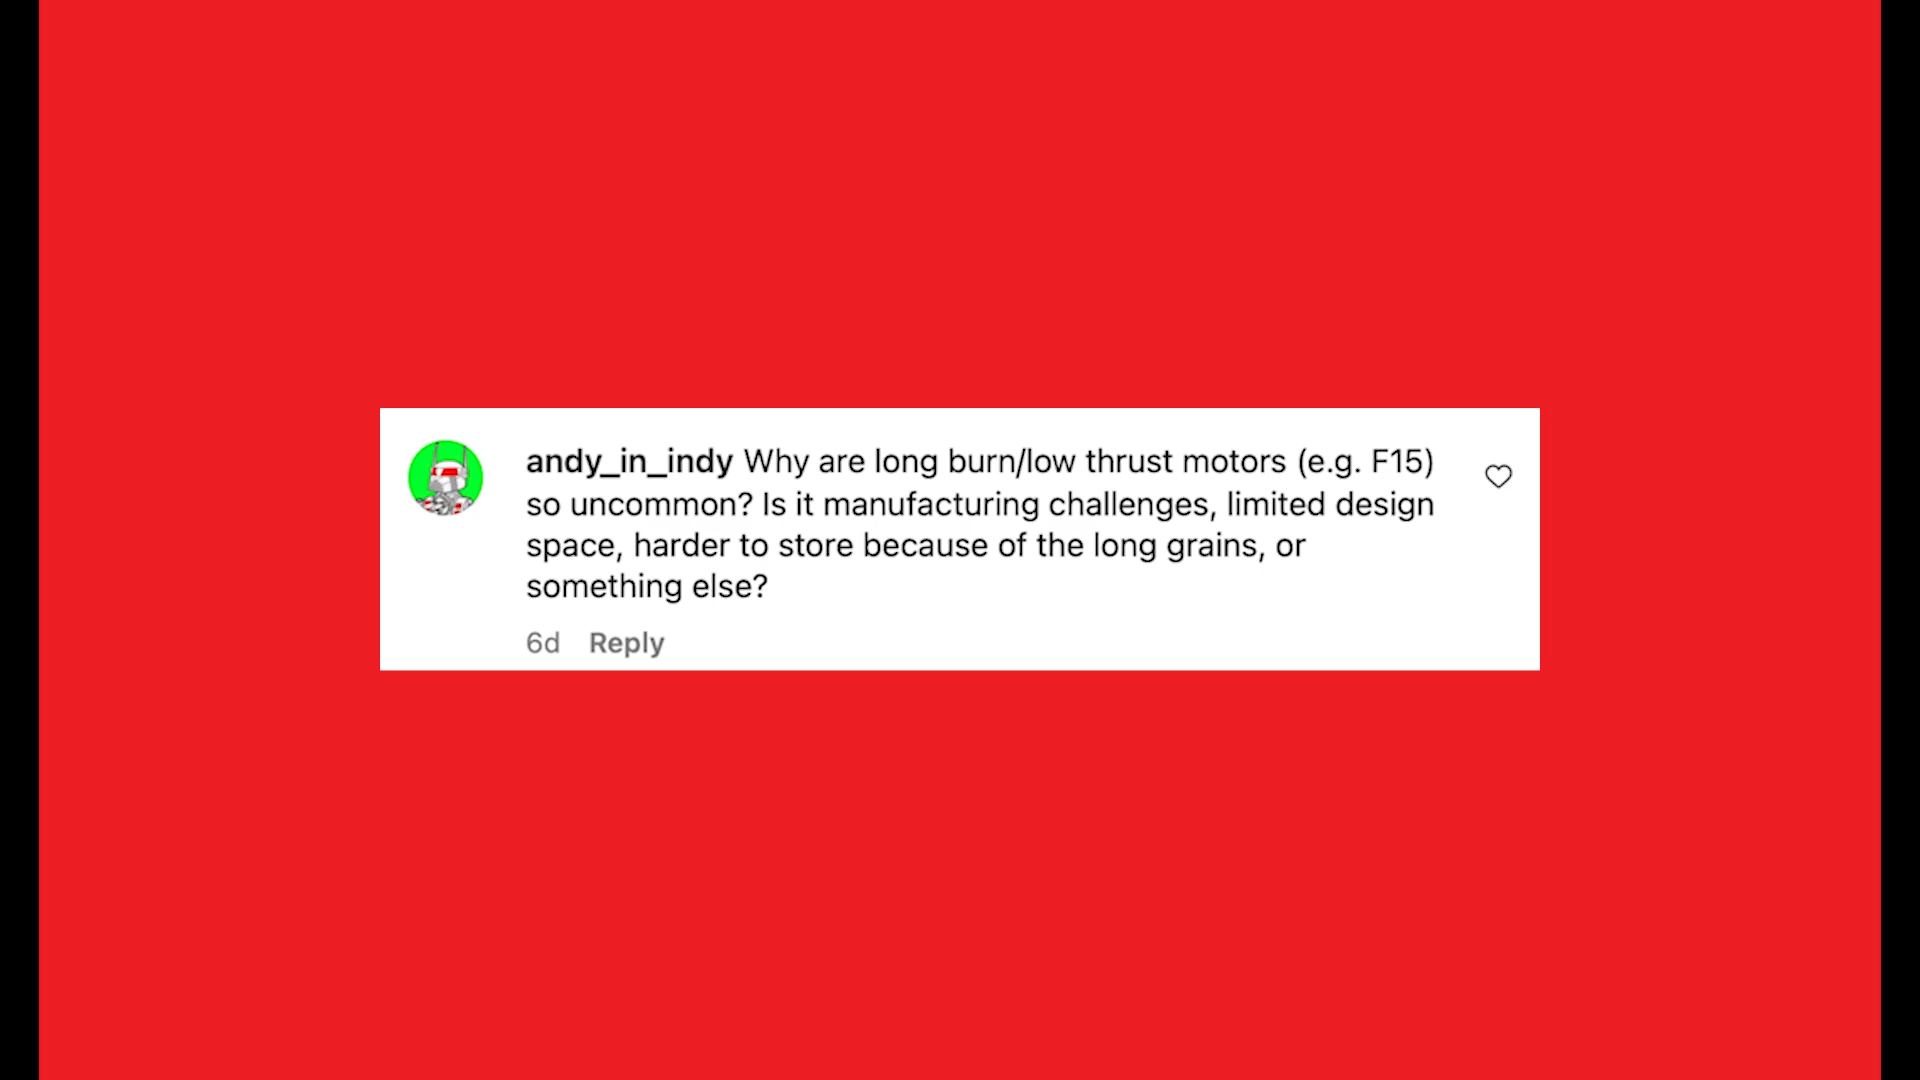 andy_in_indy Why are long burn/low thrust motors (e.g. F15)
so uncommon? Is it manufacturing challenges, limited design
space, harder to store because of the long grains, or
something else?
6d Reply